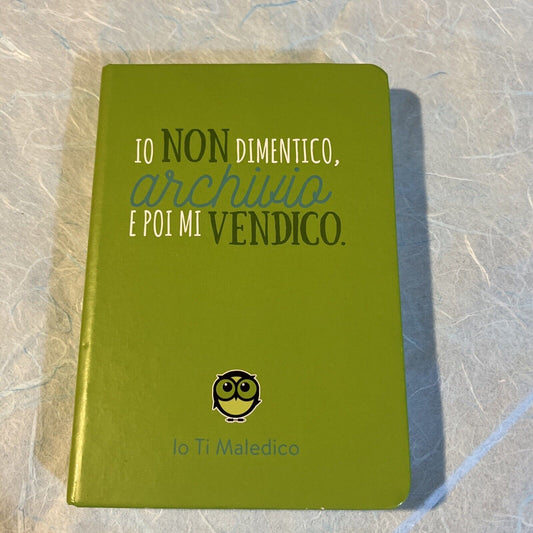 IO NON DIMENTICO,
archivio
E POI MI VENDICO.
Io Ti Maledico